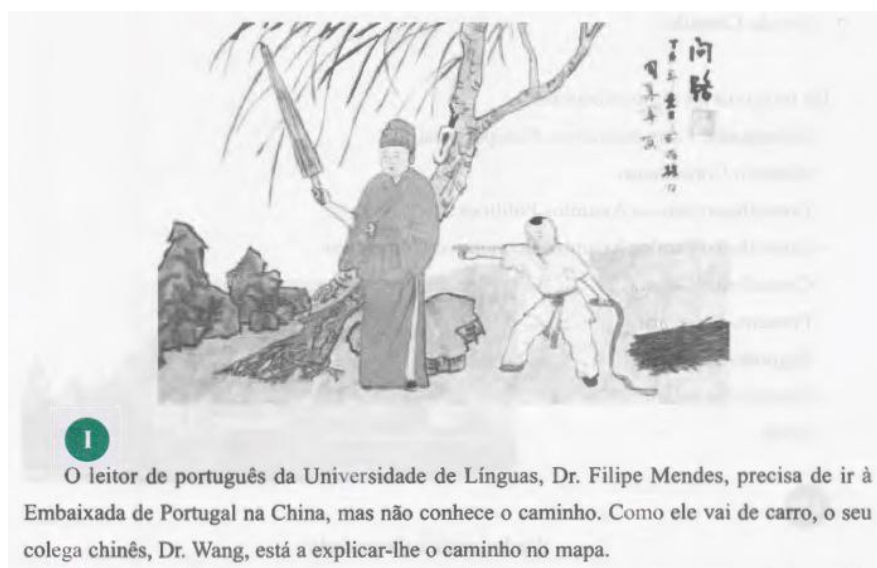 问路
I
O leitor de português da Universidade de Línguas, Dr. Filipe Mendes, precisa de ir à
Embaixada de Portugal na China, mas não conhece o caminho. Como ele vai de carro, o seu
colega chinês, Dr. Wang, está a explicar-lhe o caminho no mapa.